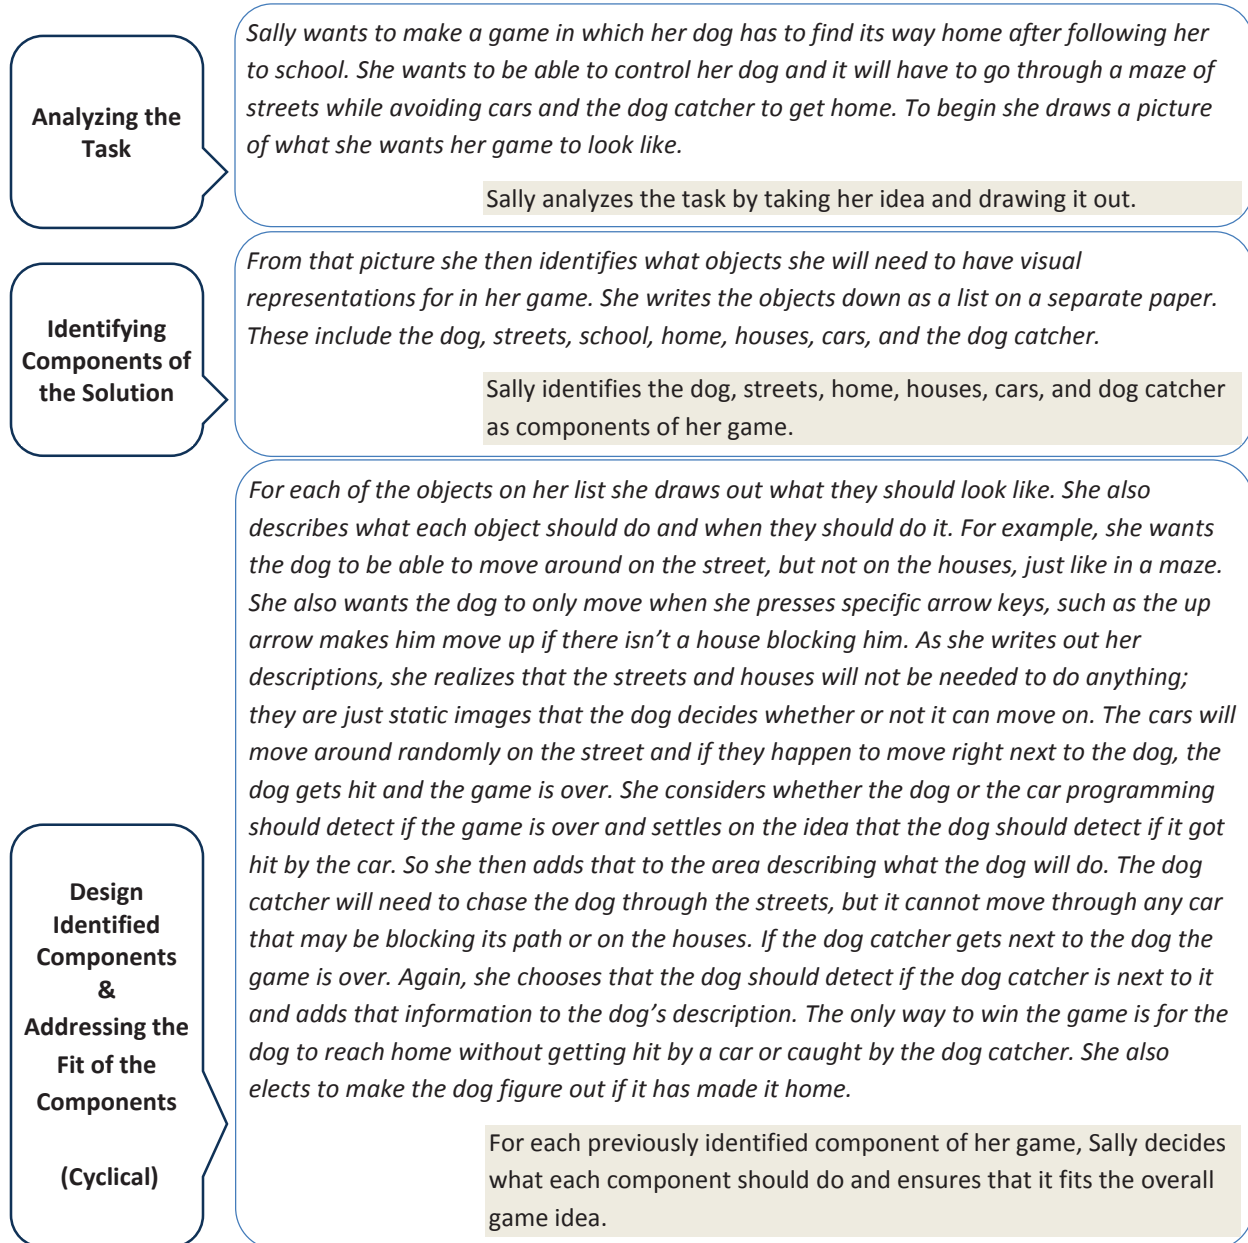 Analyzing the
Task
Sally wants to make a game in which her dog has to find its way home after following her
to school. She wants to be able to control her dog and it will have to go through a maze of
streets while avoiding cars and the dog catcher to get home. To begin she draws a picture
of what she wants her game to look like.
Sally analyzes the task by taking her idea and drawing it out.
Identifying
Components of
the Solution
From that picture she then identifies what objects she will need to have visual
representations for in her game. She writes the objects down as a list on a separate paper.
These include the dog, streets, school, home, houses, cars, and the dog catcher.
Sally identifies the dog, streets, home, houses, cars, and dog catcher
as components of her game.
Design
Identified
Components
&
Addressing the
Fit of the
Components
(Cyclical)
For each of the objects on her list she draws out what they should look like. She also
describes what each object should do and when they should do it. For example, she wants
the dog to be able to move around on the street, but not on the houses, just like in a maze.
She also wants the dog to only move when she presses specific arrow keys, such as the up
arrow makes him move up if there isn't a house blocking him. As she writes out her
descriptions, she realizes that the streets and houses will not be needed to do anything;
they are just static images that the dog decides whether or not it can move on. The cars will
move around randomly on the street and if they happen to move right next to the dog, the
dog gets hit and the game is over. She considers whether the dog or the car programming
should detect if the game is over and settles on the idea that the dog should detect if it got
hit by the car. So she then adds that to the area describing what the dog will do. The dog
catcher will need to chase the dog through the streets, but it cannot move through any car
that may be blocking its path or on the houses. If the dog catcher gets next to the dog the
game is over. Again, she chooses that the dog should detect if the dog catcher is next to it
and adds that information to the dog's description. The only way to win the game is for the
dog to reach home without getting hit by a car or caught by the dog catcher. She also
elects to make the dog figure out if it has made it home.
For each previously identified component of her game, Sally decides
what each component should do and ensures that it fits the overall
game idea.